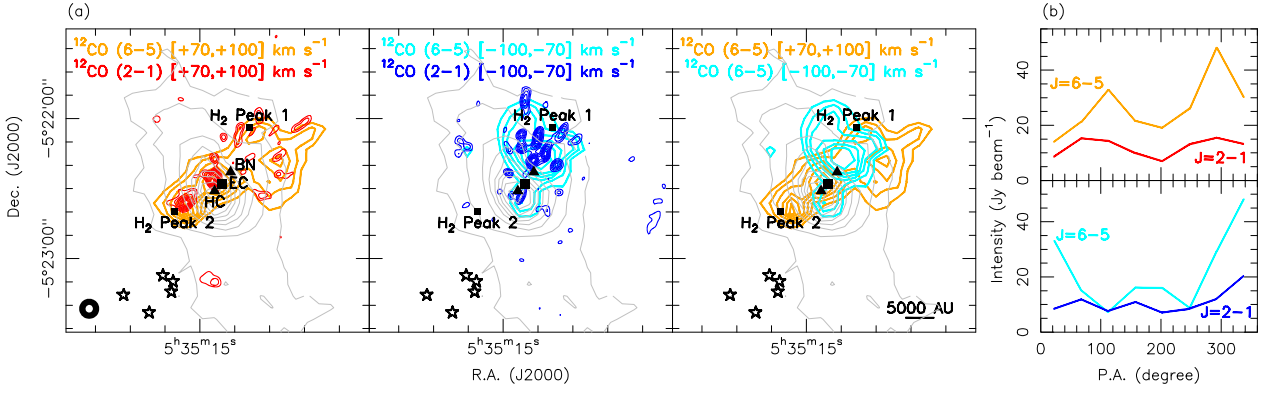 (a)
(b)
¹²CO (6−5) [+70,+100] km s⁻¹
¹²CO (2−1) [+70,+100] km s⁻¹
¹²CO (6−5) [−100,−70] km s⁻¹
¹²CO (2−1) [−100,−70] km s⁻¹
¹²CO (6−5) [+70,+100] km s⁻¹
¹²CO (6−5) [−100,−70] km s⁻¹
H₂ Peak 1
BN
EC
HC
H₂ Peak 2
H₂ Peak 1
H₂ Peak 2
H₂ Peak 1
H₂ Peak 2
5000 AU
Dec. (J2000)
−5°22'00"
−5°23'00"
5ʰ35ᵐ15ˢ
5ʰ35ᵐ15ˢ
5ʰ35ᵐ15ˢ
R.A. (J2000)
Intensity (Jy beam⁻¹)
40
20
0
J=6−5
J=2−1
40
20
0
J=6−5
J=2−1
0
100
200
300
P.A. (degree)